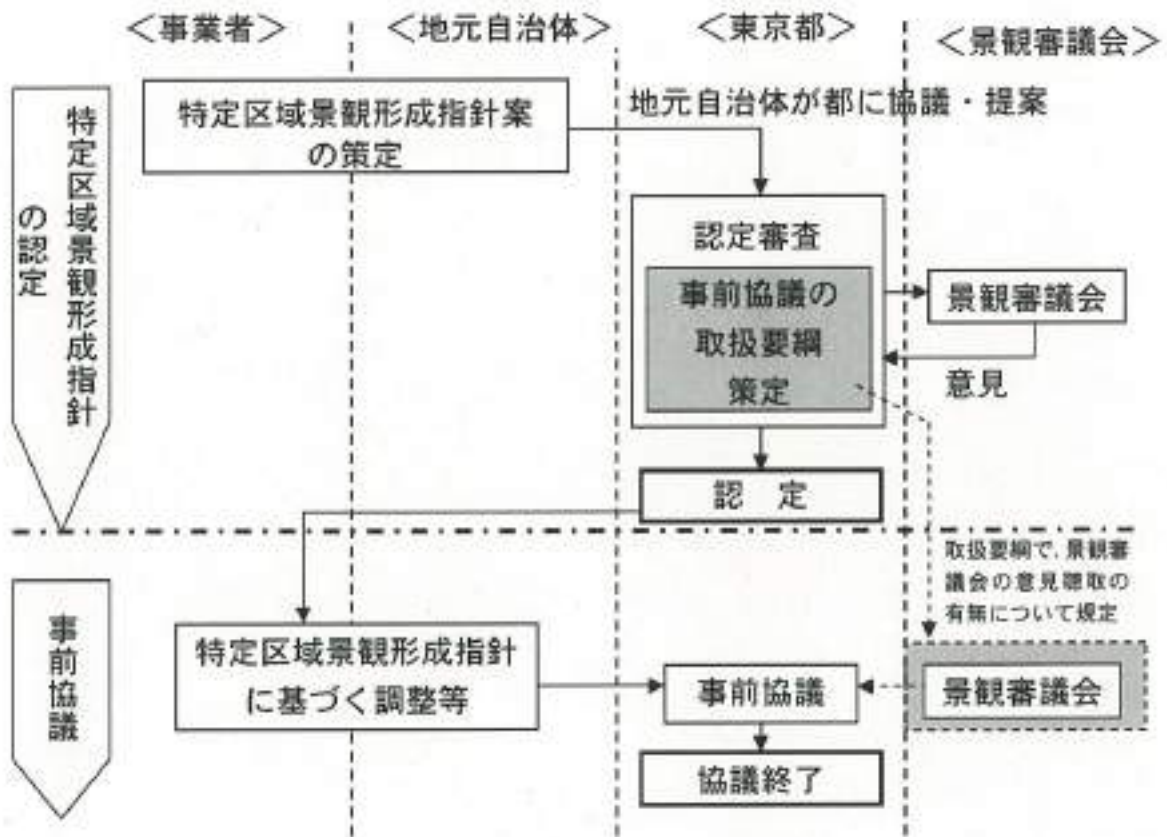 ＜事業者＞
＜地元自治体＞
＜東京都＞
＜景観審議会＞
特定区域景観形成指針
の認定
特定区域景観形成指針案
の策定
地元自治体が都に協議・提案
認定審査
事前協議の
取扱要綱
策定
景観審議会
意見
認　定
取扱要綱で、景観審
議会の意見聴取の
有無について規定
事前協議
特定区域景観形成指針
に基づく調整等
事前協議
景観審議会
協議終了